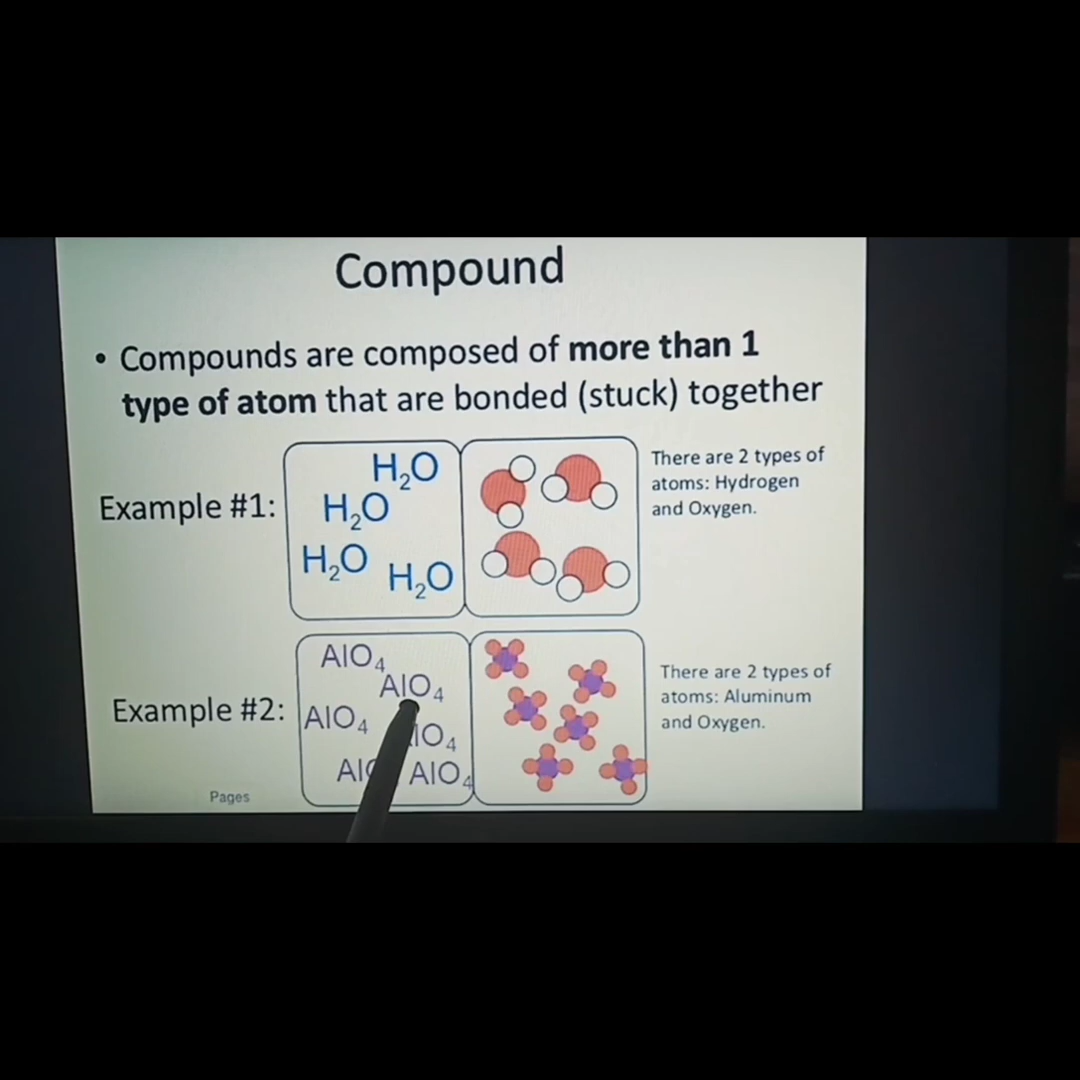 Compound
• Compounds are composed of more than 1
type of atom that are bonded (stuck) together
Example #1:
H₂O
H₂O
H₂O
H₂O
There are 2 types of
atoms: Hydrogen
and Oxygen.
Example #2:
AlO₄
AlO₄
AlO₄
lO₄
Al
AlO₄
There are 2 types of
atoms: Aluminum
and Oxygen.
Pages